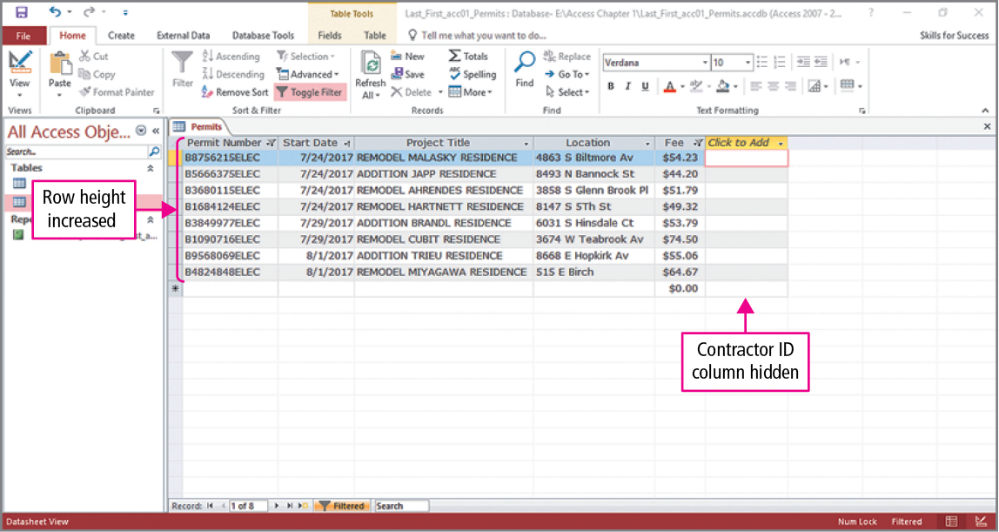 Table Tools
Last_First_acc01_Permits : Database- E:\Access Chapter 1\Last_First_acc01_Permits.accdb (Access 2007 - 2...
?
File
Home
Create
External Data
Database Tools
Fields
Table
Tell me what you want to do...
Skills for Success
View
Views
Paste
Cut
Copy
Format Painter
Clipboard
Filter
Ascending
Descending
Remove Sort
Selection
Advanced
Toggle Filter
Sort & Filter
Refresh
All
New
Save
Delete
Totals
Spelling
More
Records
Find
Replace
Go To
Select
Find
Verdana
10
B I U
A
Text Formatting
All Access Obje...
Search...
Tables
Row height
increased
Permits
Permit Number Start Date Project Title Location Fee Click to Add
B8756215ELEC 7/24/2017 REMODEL MALASKY RESIDENCE 4863 S Biltmore Av $54.23
B5666375ELEC 7/24/2017 ADDITION JAPP RESIDENCE 8493 N Bannock St $44.20
B3680115ELEC 7/24/2017 REMODEL AHRENDES RESIDENCE 3858 S Glenn Brook Pl $51.79
B1684124ELEC 7/24/2017 REMODEL HARTNETT RESIDENCE 8147 S 5Th St $49.32
B3849977ELEC 7/29/2017 ADDITION BRANDL RESIDENCE 6031 S Hinsdale Ct $53.79
B1090716ELEC 7/29/2017 REMODEL CUBIT RESIDENCE 3674 W Teabrook Av $74.50
B9568069ELEC 8/1/2017 ADDITION TRIEU RESIDENCE 8668 E Hopkirk Av $55.06
B4824848ELEC 8/1/2017 REMODEL MIYAGAWA RESIDENCE 515 E Birch $64.67
* $0.00
Contractor ID
column hidden
Record: 1 of 8 Filtered Search
Datasheet View
Num Lock Filtered